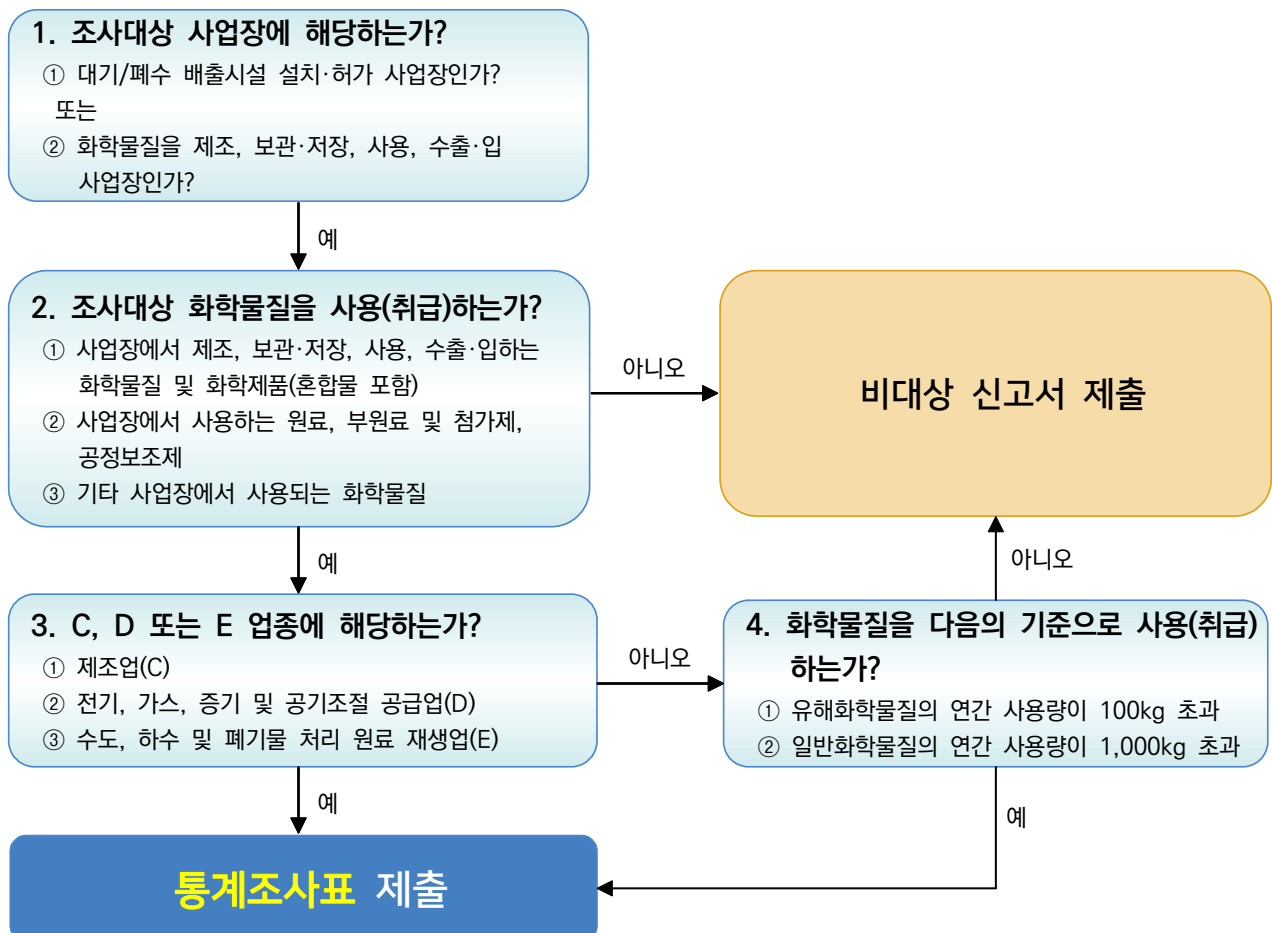 1. 조사대상 사업장에 해당하는가?
① 대기/폐수 배출시설 설치·허가 사업장인가?
또는
② 화학물질을 제조, 보관·저장, 사용, 수출·입
사업장인가?
예
2. 조사대상 화학물질을 사용(취급)하는가?
① 사업장에서 제조, 보관·저장, 사용, 수출·입하는
화학물질 및 화학제품(혼합물 포함)
② 사업장에서 사용하는 원료, 부원료 및 첨가제,
공정보조제
③ 기타 사업장에서 사용되는 화학물질
아니오
비대상 신고서 제출
예
아니오
3. C, D 또는 E 업종에 해당하는가?
① 제조업(C)
② 전기, 가스, 증기 및 공기조절 공급업(D)
③ 수도, 하수 및 폐기물 처리 원료 재생업(E)
아니오
4. 화학물질을 다음의 기준으로 사용(취급)
하는가?
① 유해화학물질의 연간 사용량이 100kg 초과
② 일반화학물질의 연간 사용량이 1,000kg 초과
예
예
통계조사표 제출